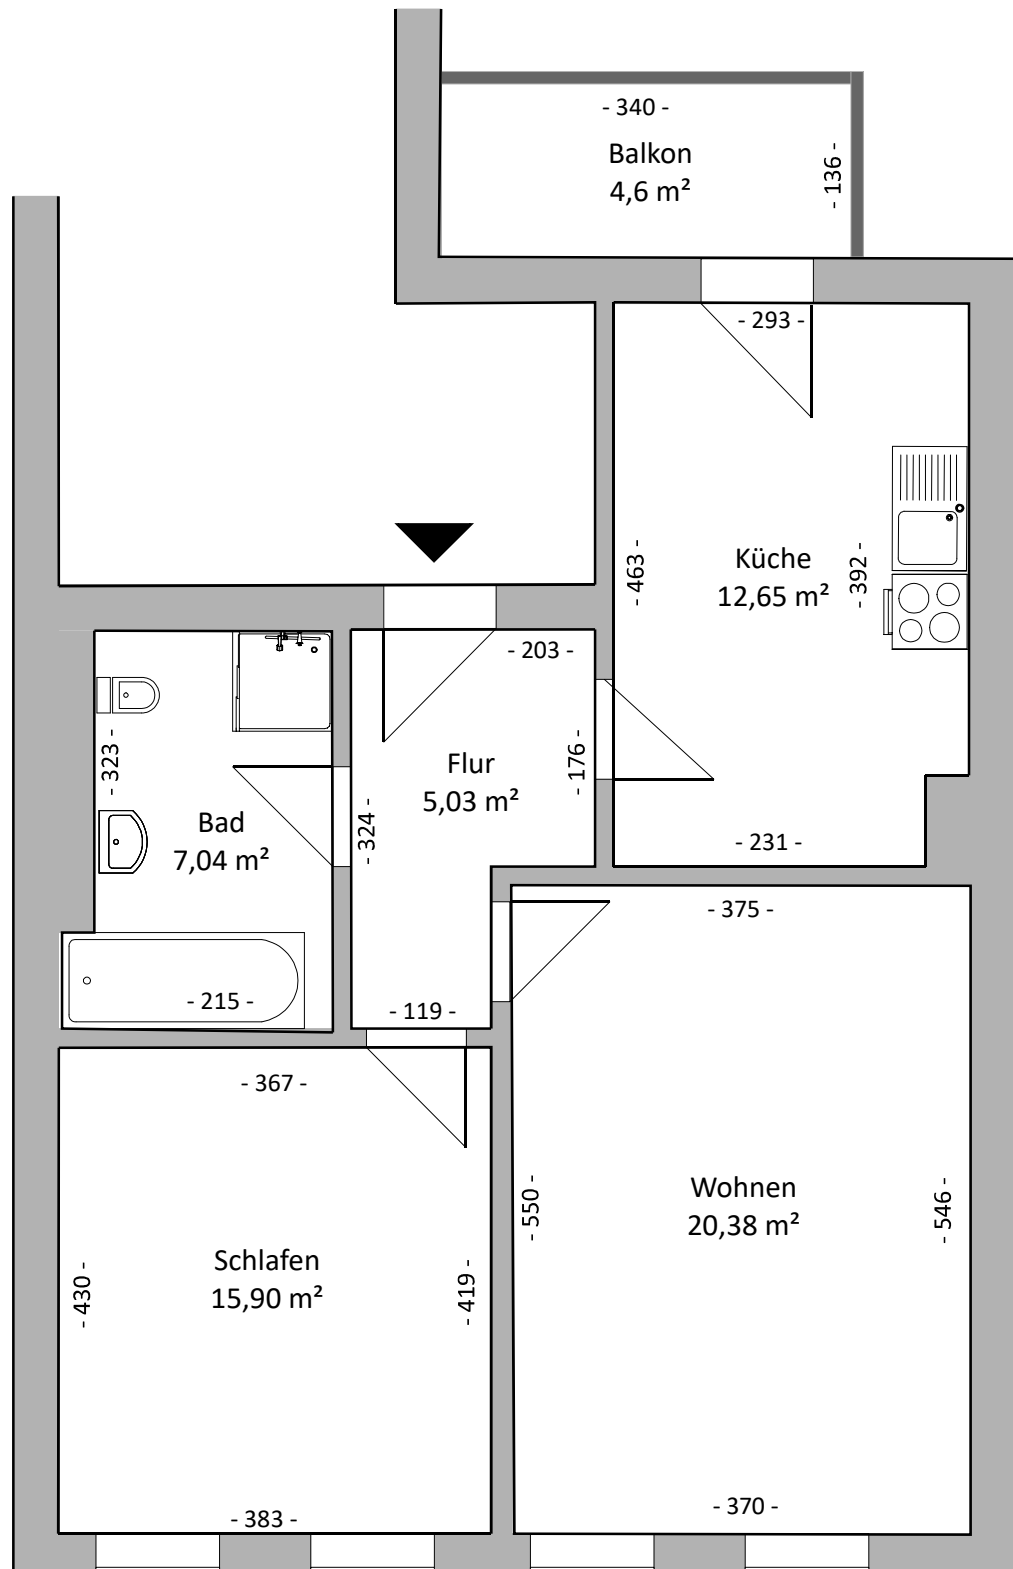 - 340 -
Balkon
4,6 m²
- 136 -
- 293 -
- 463 -
Küche
12,65 m²
- 392 -
- 203 -
- 323 -
Bad
7,04 m²
- 324 -
Flur
5,03 m²
- 176 -
- 231 -
- 215 -
- 119 -
- 375 -
- 367 -
- 550 -
Wohnen
20,38 m²
- 546 -
- 430 -
Schlafen
15,90 m²
- 419 -
- 383 -
- 370 -